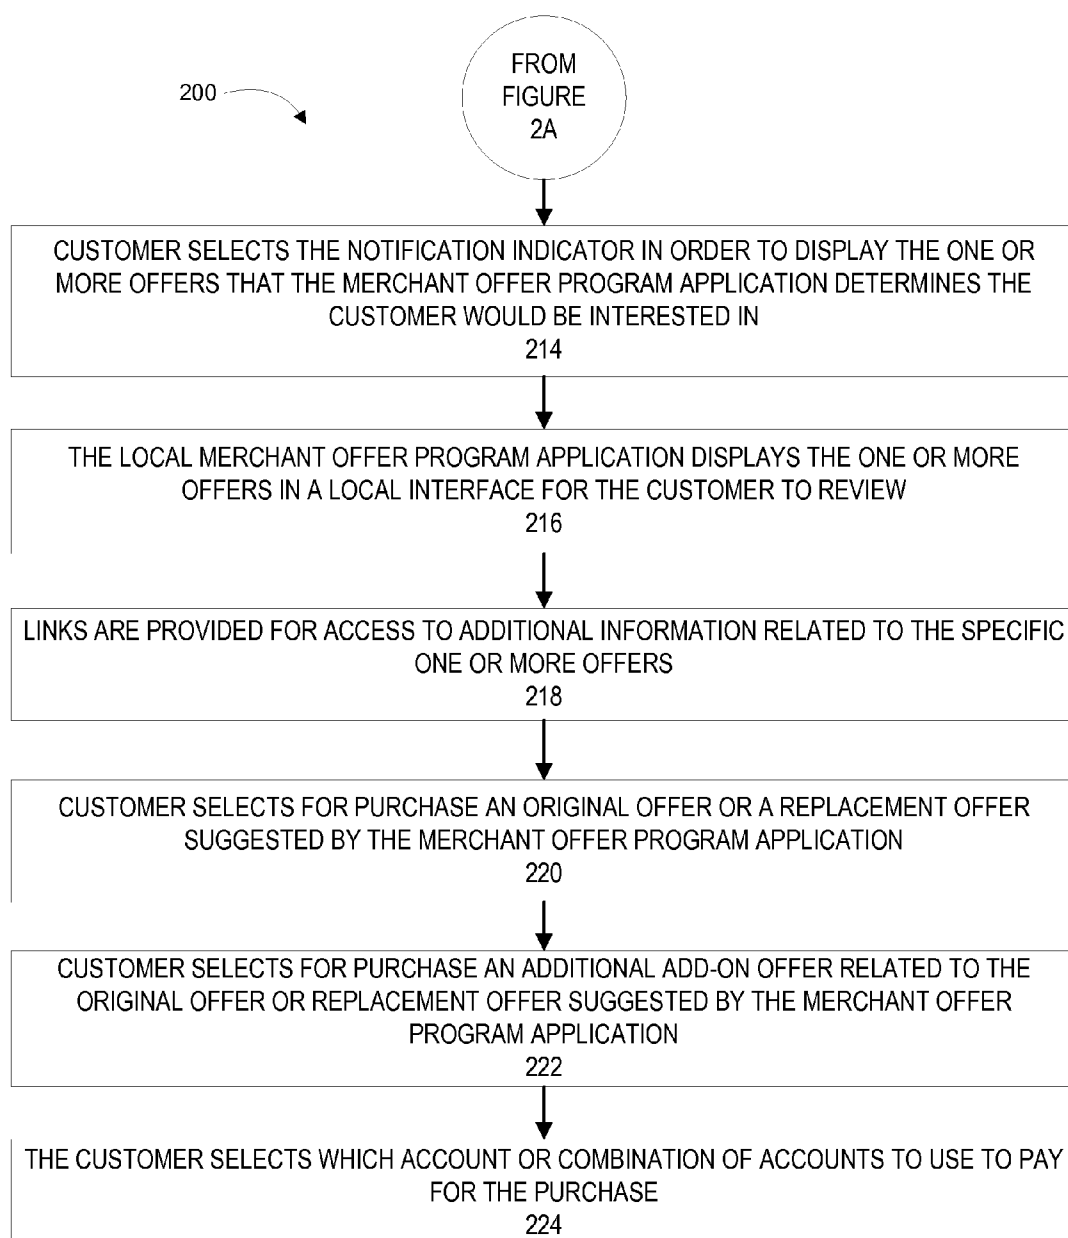 200
FROM
FIGURE
2A
CUSTOMER SELECTS THE NOTIFICATION INDICATOR IN ORDER TO DISPLAY THE ONE OR
MORE OFFERS THAT THE MERCHANT OFFER PROGRAM APPLICATION DETERMINES THE
CUSTOMER WOULD BE INTERESTED IN
214
THE LOCAL MERCHANT OFFER PROGRAM APPLICATION DISPLAYS THE ONE OR MORE
OFFERS IN A LOCAL INTERFACE FOR THE CUSTOMER TO REVIEW
216
LINKS ARE PROVIDED FOR ACCESS TO ADDITIONAL INFORMATION RELATED TO THE SPECIFIC
ONE OR MORE OFFERS
218
CUSTOMER SELECTS FOR PURCHASE AN ORIGINAL OFFER OR A REPLACEMENT OFFER
SUGGESTED BY THE MERCHANT OFFER PROGRAM APPLICATION
220
CUSTOMER SELECTS FOR PURCHASE AN ADDITIONAL ADD-ON OFFER RELATED TO THE
ORIGINAL OFFER OR REPLACEMENT OFFER SUGGESTED BY THE MERCHANT OFFER
PROGRAM APPLICATION
222
THE CUSTOMER SELECTS WHICH ACCOUNT OR COMBINATION OF ACCOUNTS TO USE TO PAY
FOR THE PURCHASE
224